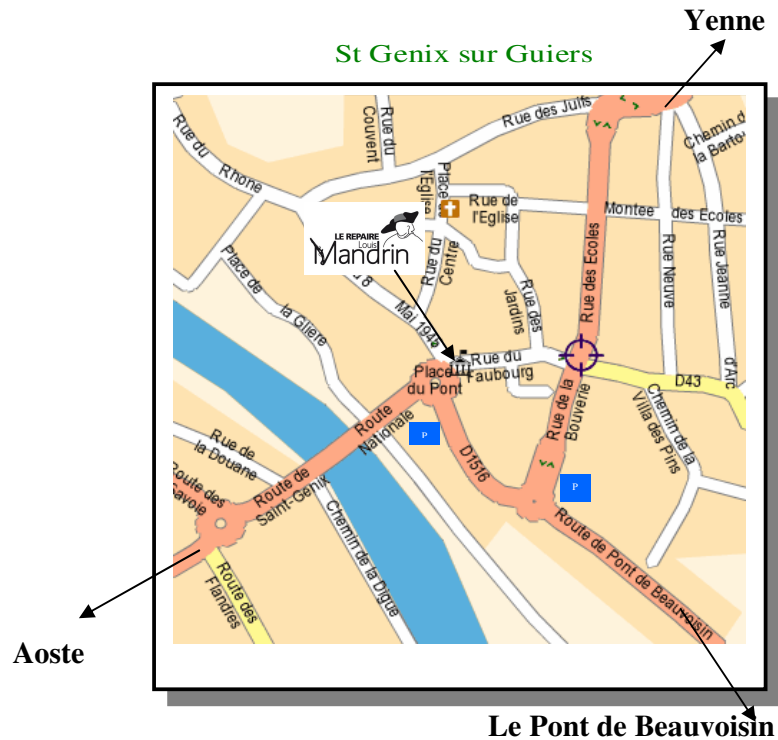 Yenne
St Genix sur Guiers
Rue des Juifs
Rue du
Couvent
Chemin d
la Barto
Rue du
Rhone
Place
l'Eglise
Rue de
l'Eglise
Montee des Ecoles
LE REPAIRE
Louis
Mandrin
Rue du
Centre
Rue des Ecoles
Rue Neuve
Rue Jeanne
d'Arc
Place de
la Gliere
8
Mai 1945
Rue des
Jardins
Rue du
Faubourg
Place
du Pont
D43
Rue de la
Bouverie
Chemin de la
Villa des Pins
Route
Nationale
P
D1516
P
Rue de
la Douane
Route de
Saint-Genix
Route des
Savoie
Chemin de la Digue
Route de Pont de Beauvoisin
Route des
Flandres
Aoste
Le Pont de Beauvoisin